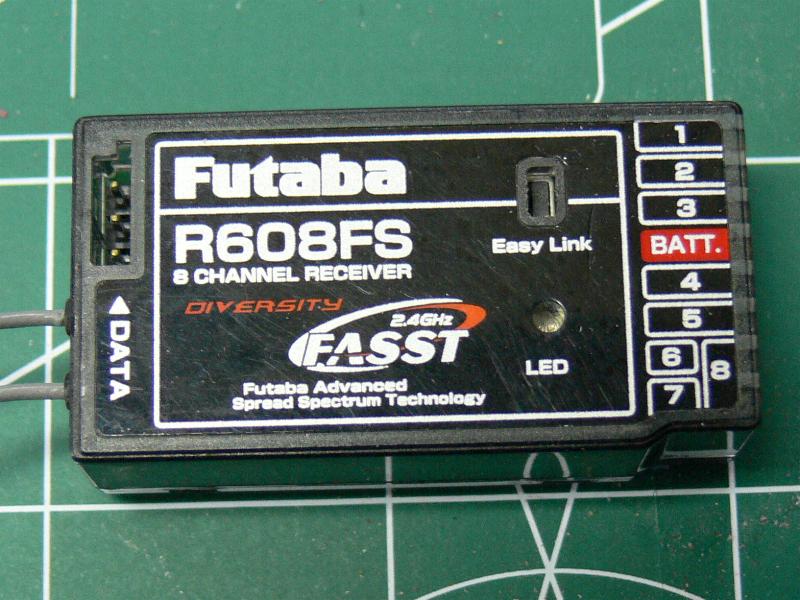 Futaba
R608FS
8 CHANNEL RECEIVER
DIVERSITY
2.4GHz
FASST
Futaba Advanced
Spread Spectrum Technology
Easy Link
LED
◀DATA
1
2
3
BATT.
4
5
6
7
8